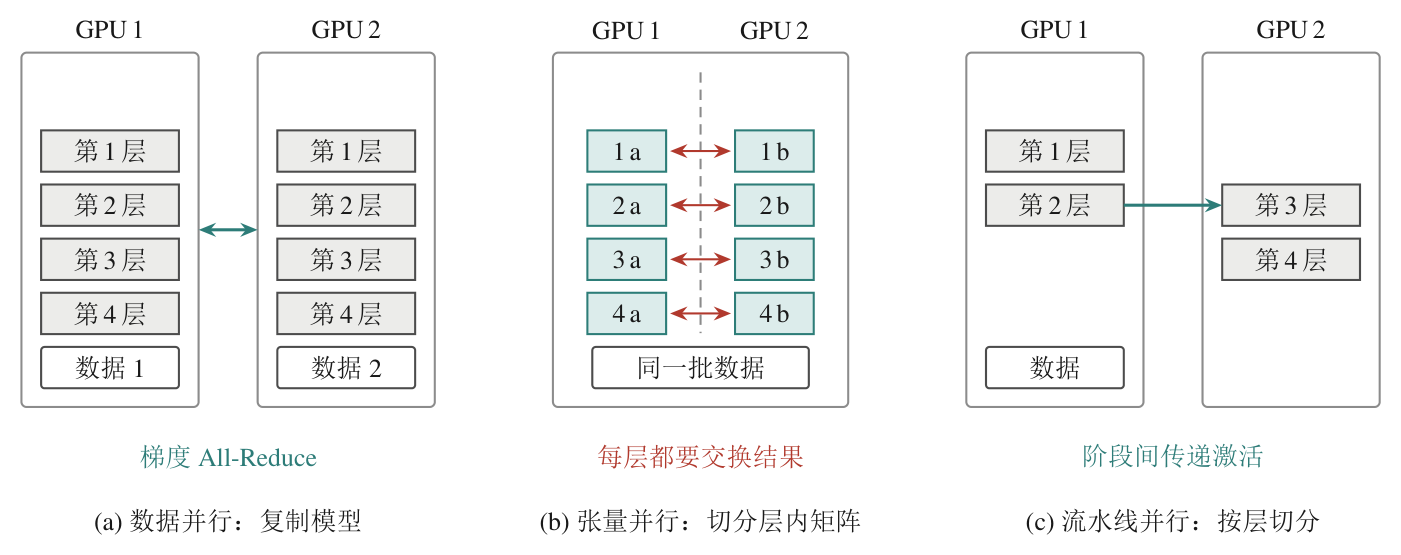 GPU 1
GPU 2
第 1 层
第 2 层
第 3 层
第 4 层
数据 1
第 1 层
第 2 层
第 3 层
第 4 层
数据 2
梯度 All-Reduce
(a) 数据并行：复制模型
GPU 1
GPU 2
1 a
1 b
2 a
2 b
3 a
3 b
4 a
4 b
同一批数据
每层都要交换结果
(b) 张量并行：切分层内矩阵
GPU 1
GPU 2
第 1 层
第 2 层
数据
第 3 层
第 4 层
阶段间传递激活
(c) 流水线并行：按层切分